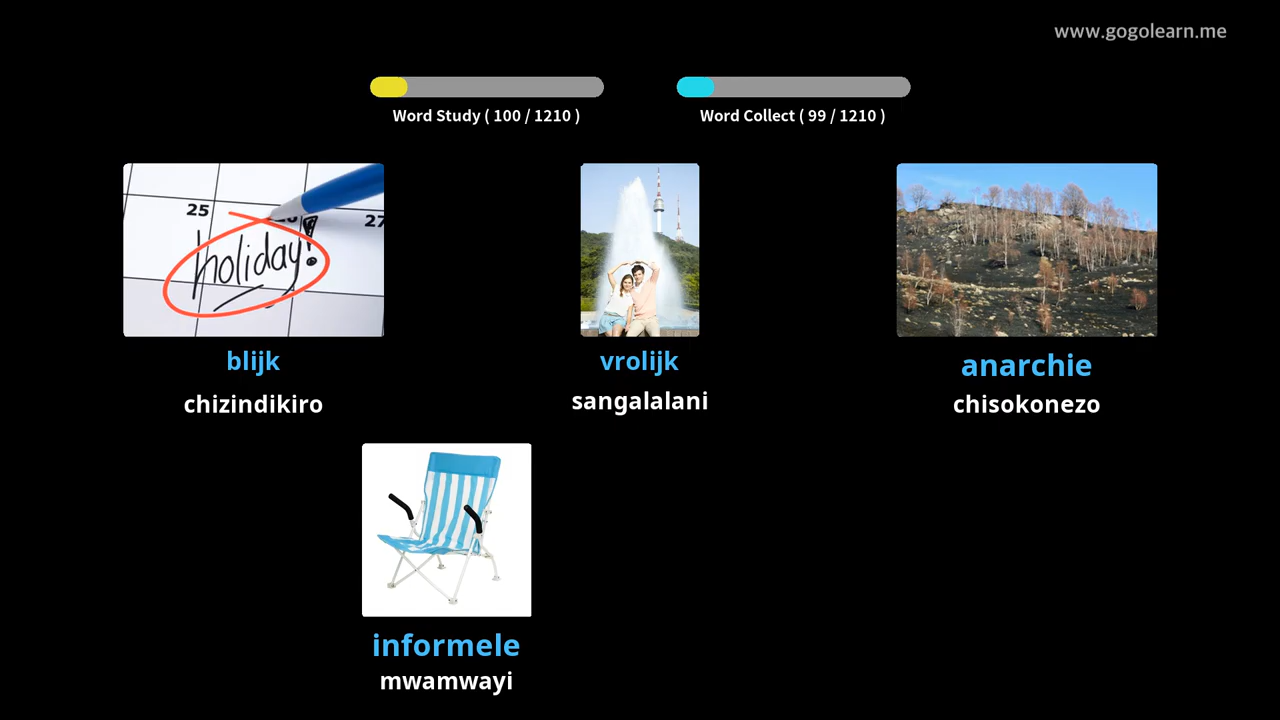 www.gogolearn.me
Word Study ( 100 / 1210 )
Word Collect ( 99 / 1210 )
25
27
holiday!
blijk
vrolijk
anarchie
chizindikiro
sangalalani
chisokonezo
informele
mwamwayi